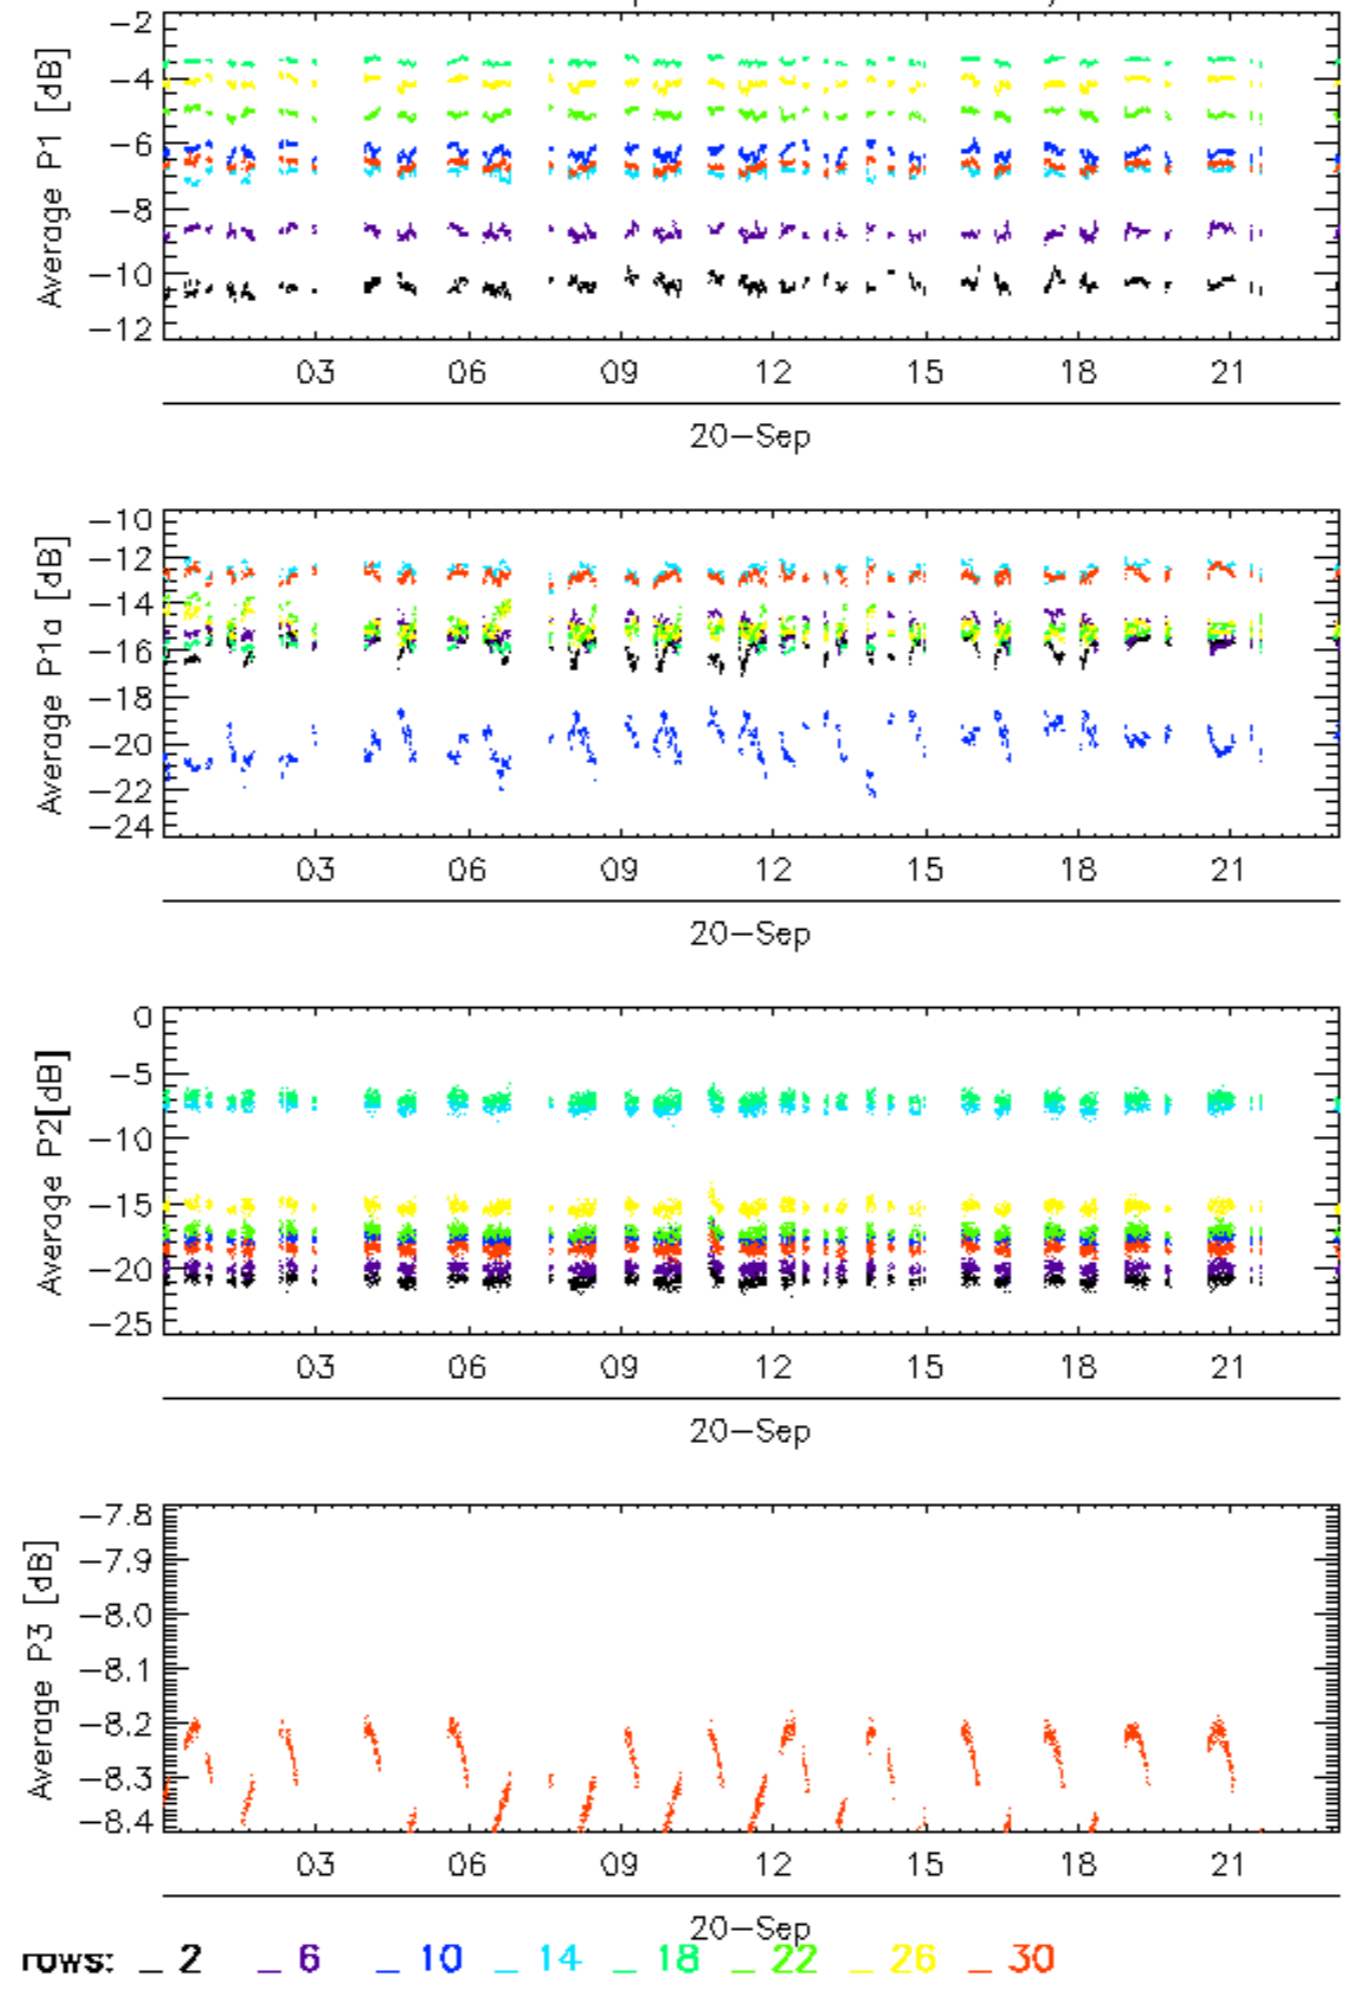 Average P1 [dB]
−2
−4
−6
−8
−10
−12
03 06 09 12 15 18 21
20−Sep
Average P1a [dB]
−10
−12
−14
−16
−18
−20
−22
−24
03 06 09 12 15 18 21
20−Sep
Average P2[dB]
0
−5
−10
−15
−20
−25
03 06 09 12 15 18 21
20−Sep
Average P3 [dB]
−7.8
−7.9
−8.0
−8.1
−8.2
−8.3
−8.4
03 06 09 12 15 18 21
20−Sep
rows: _ 2 _ 6 _ 10 _ 14 _ 18 _ 22 _ 26 _ 30